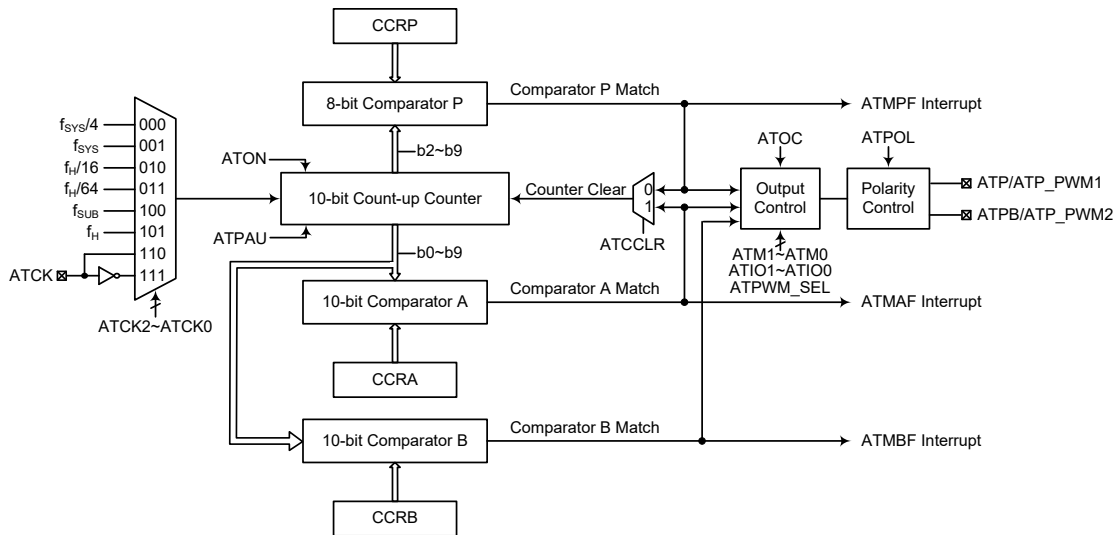 CCRP
8-bit Comparator P
Comparator P Match
ATMPF Interrupt
b2~b9
fSYS/4
000
fSYS
001
fH/16
010
fH/64
011
fSUB
100
fH
101
110
111
ATCK
ATCK2~ATCK0
ATON
10-bit Count-up Counter
ATPAU
Counter Clear
0
1
ATCCLR
ATOC
Output
Control
ATM1~ATM0
ATIO1~ATIO0
ATPWM_SEL
ATPOL
Polarity
Control
ATP/ATP_PWM1
ATPB/ATP_PWM2
b0~b9
10-bit Comparator A
Comparator A Match
ATMAF Interrupt
CCRA
10-bit Comparator B
Comparator B Match
ATMBF Interrupt
CCRB